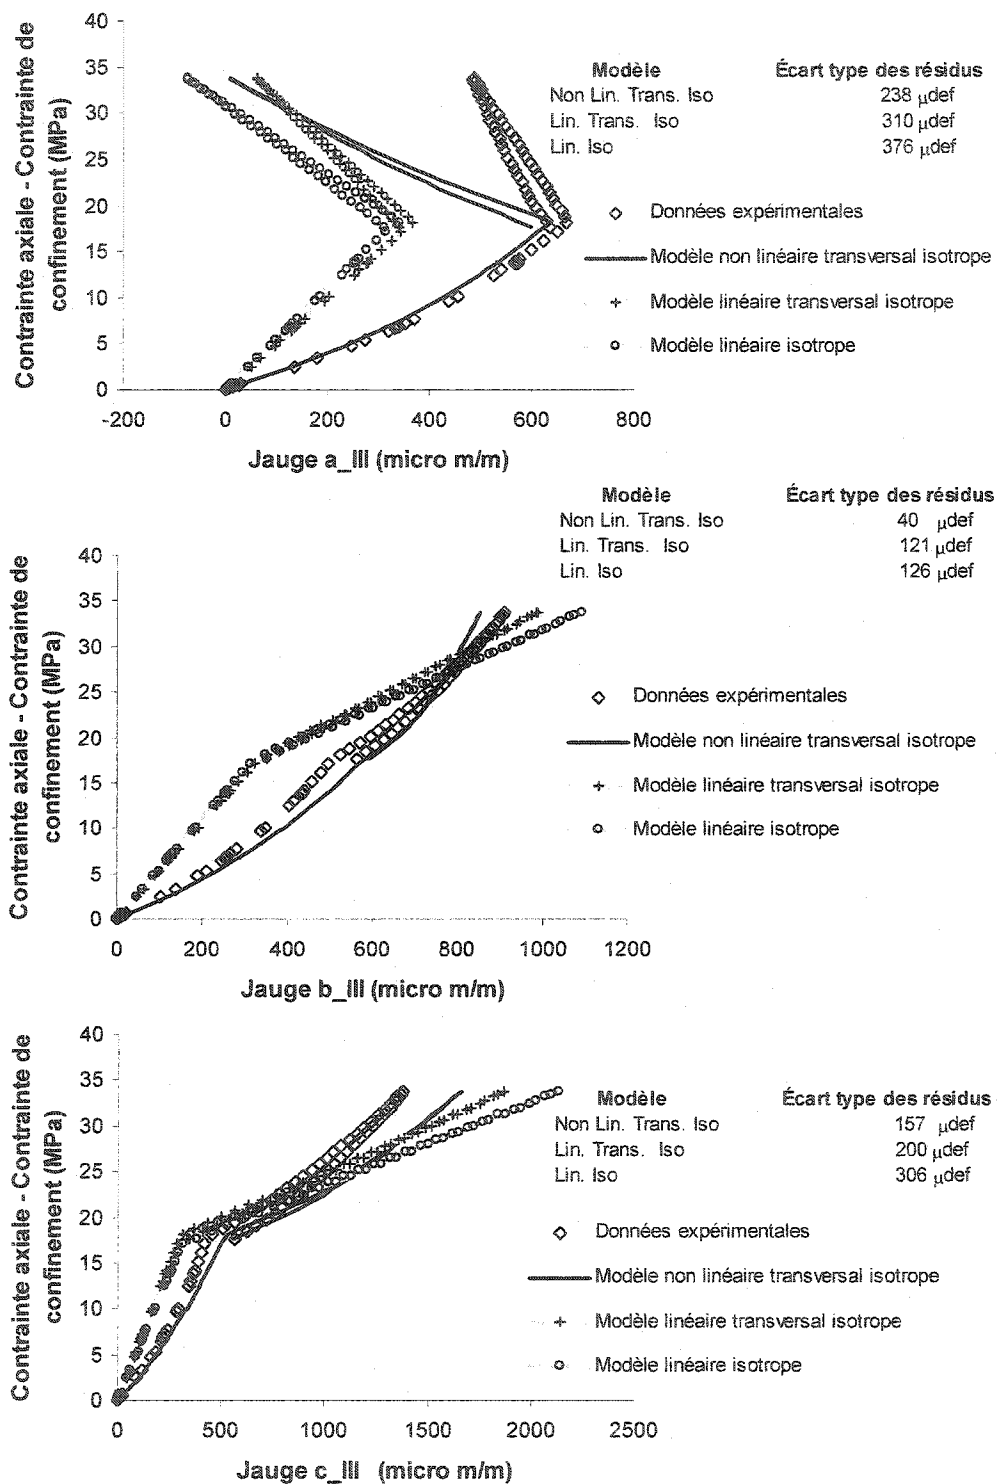 Contrainte axiale - Contrainte de
confinement (MPa)
40
35
30
25
20
15
10
5
0
-200
0
200
400
600
800
Jauge a_III (micro m/m)
Modèle Écart type des résidus
Non Lin. Trans. Iso 238 µdef
Lin. Trans. Iso 310 µdef
Lin. Iso 376 µdef
Données expérimentales
Modèle non linéaire transversal isotrope
Modèle linéaire transversal isotrope
Modèle linéaire isotrope
Contrainte axiale - Contrainte de
confinement (MPa)
40
35
30
25
20
15
10
5
0
0
200
400
600
800
1000
1200
Jauge b_III (micro m/m)
Modèle Écart type des résidus
Non Lin. Trans. Iso 40 µdef
Lin. Trans. Iso 121 µdef
Lin. Iso 126 µdef
Données expérimentales
Modèle non linéaire transversal isotrope
Modèle linéaire transversal isotrope
Modèle linéaire isotrope
Contrainte axiale - Contrainte de
confinement (MPa)
40
35
30
25
20
15
10
5
0
0
500
1000
1500
2000
2500
Jauge c_III (micro m/m)
Modèle Écart type des résidus
Non Lin. Trans. Iso 157 µdef
Lin. Trans. Iso 200 µdef
Lin. Iso 306 µdef
Données expérimentales
Modèle non linéaire transversal isotrope
Modèle linéaire transversal isotrope
Modèle linéaire isotrope